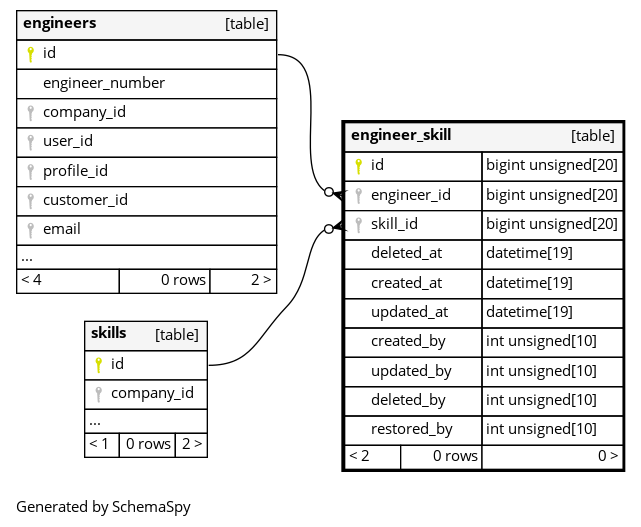 engineers [table]
id
engineer_number
company_id
user_id
profile_id
customer_id
email
...
< 4 0 rows 2 >
skills [table]
id
company_id
...
< 1 0 rows 2 >
engineer_skill [table]
id bigint unsigned[20]
engineer_id bigint unsigned[20]
skill_id bigint unsigned[20]
deleted_at datetime[19]
created_at datetime[19]
updated_at datetime[19]
created_by int unsigned[10]
updated_by int unsigned[10]
deleted_by int unsigned[10]
restored_by int unsigned[10]
< 2 0 rows 0 >
Generated by SchemaSpy